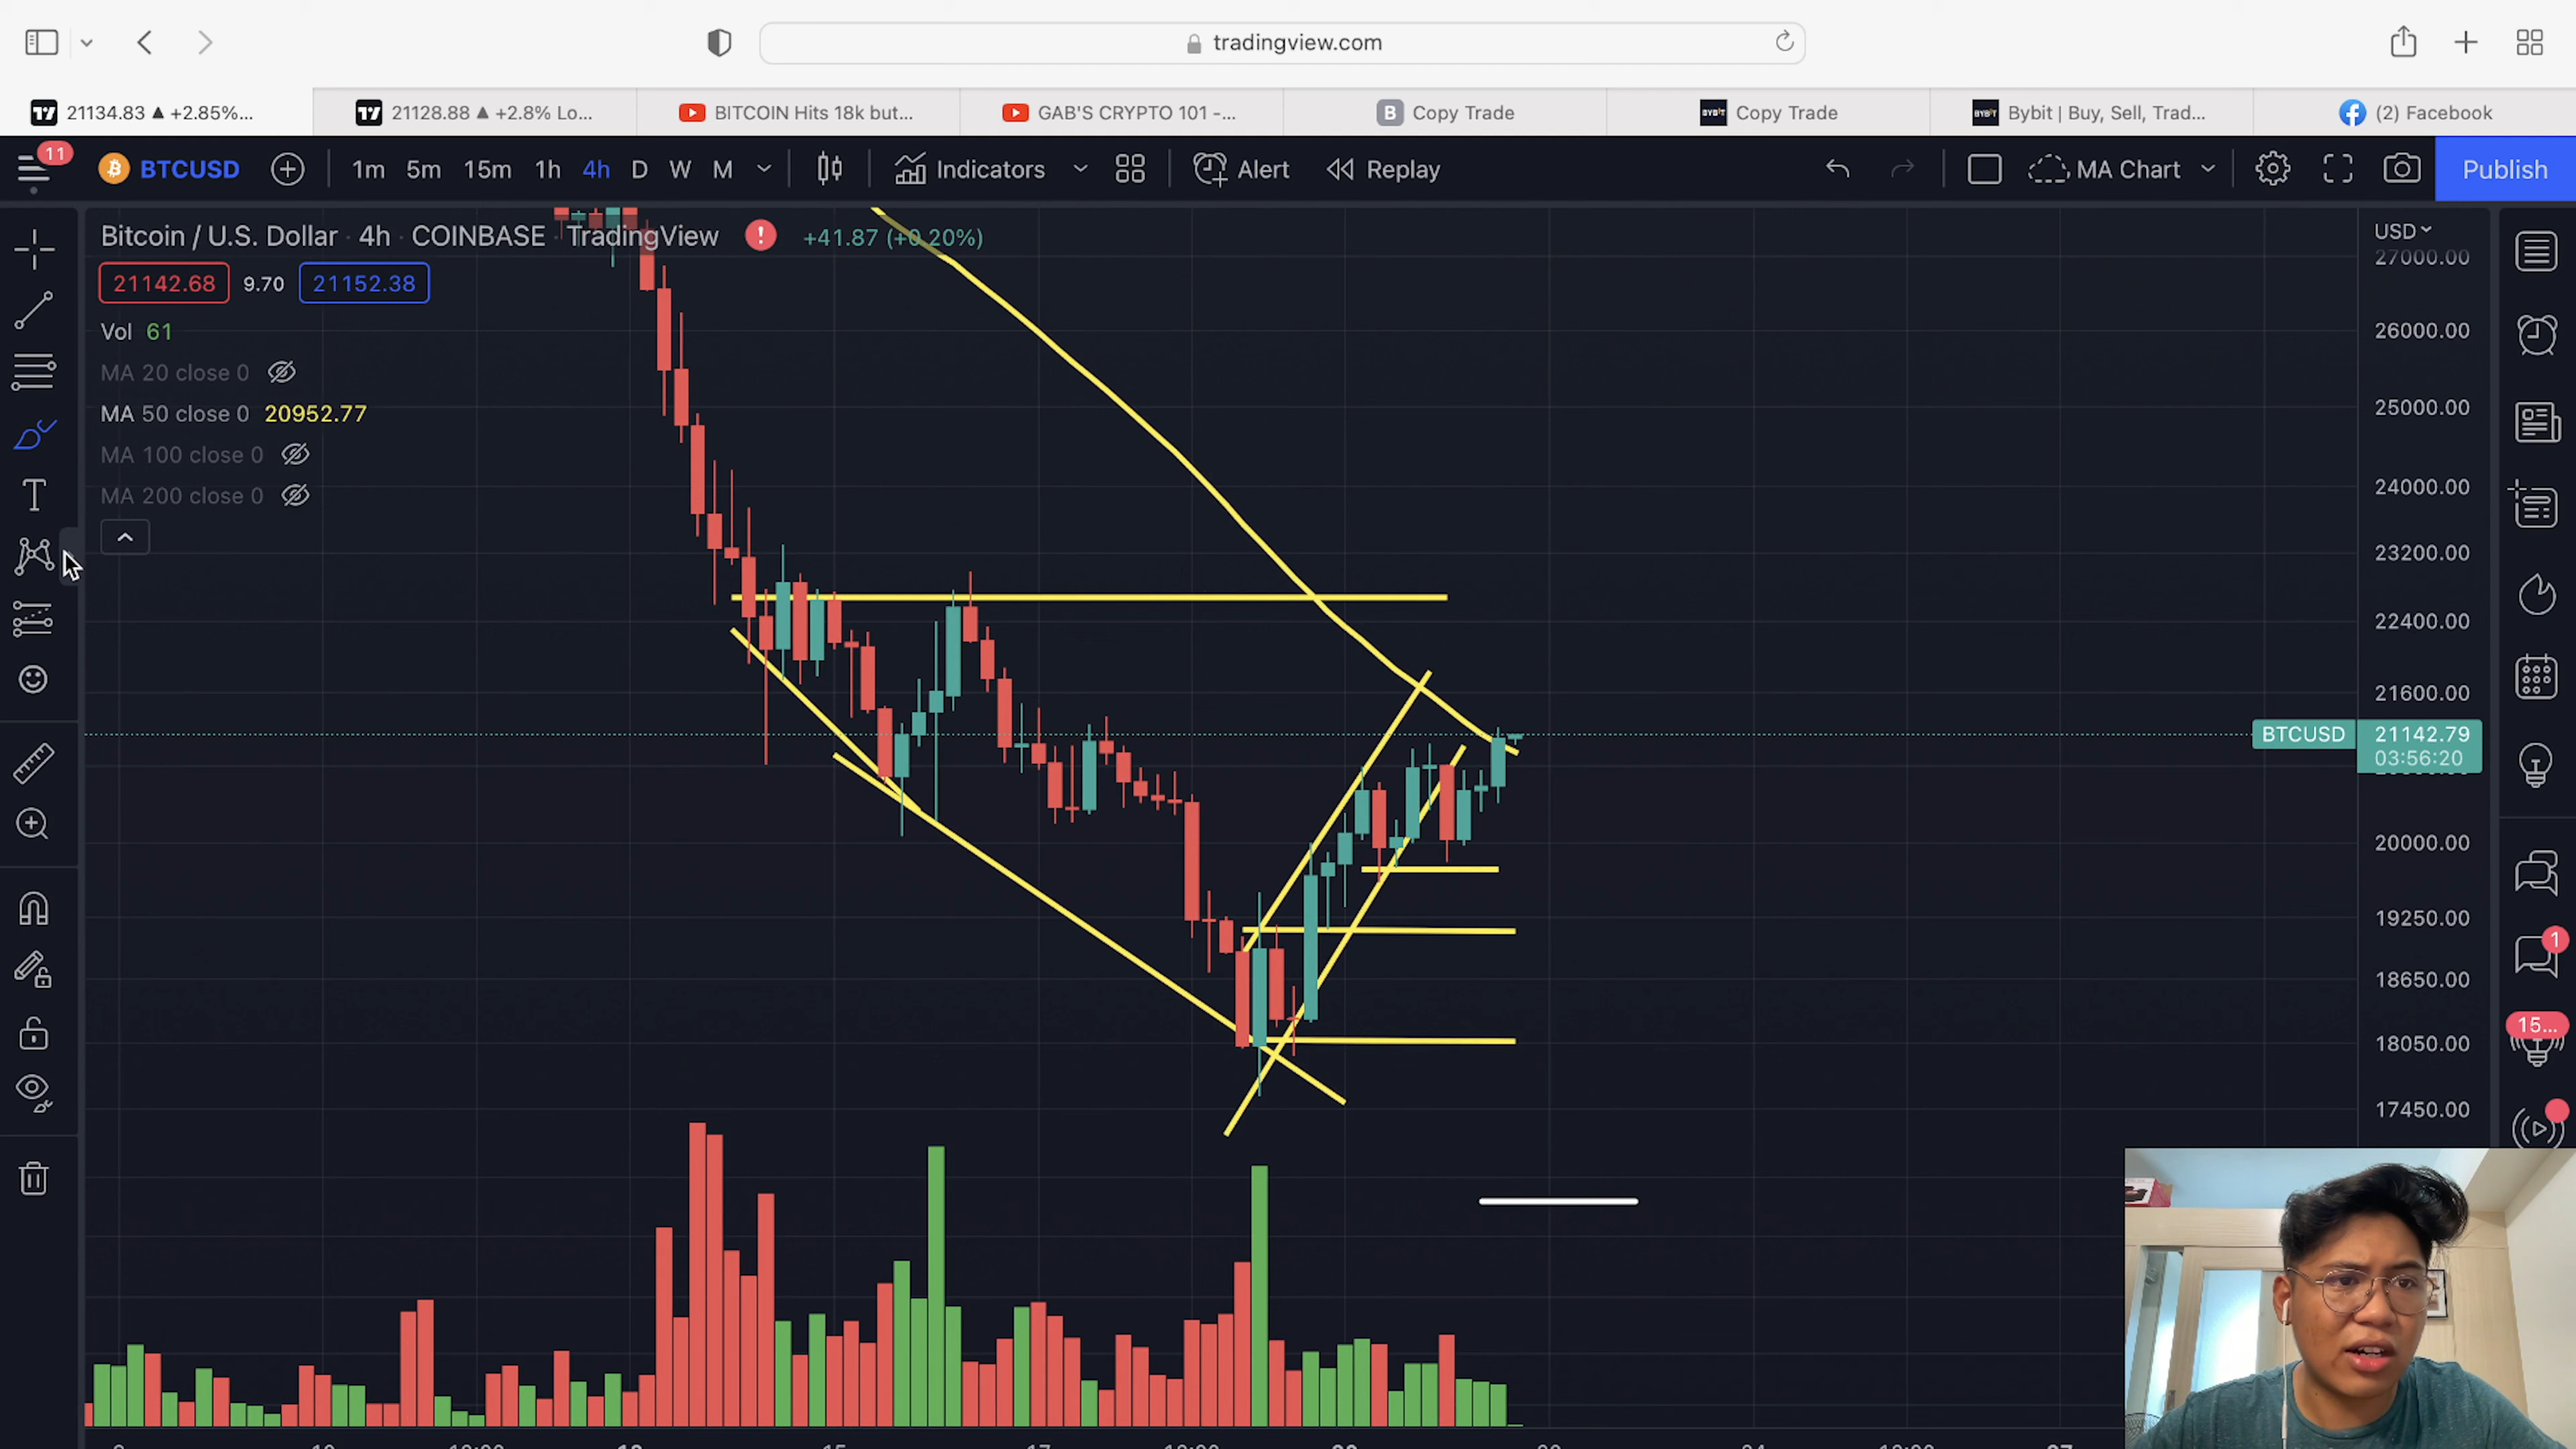 tradingview.com
21134.83 ▲ +2.85%...
21128.88 ▲ +2.8% Lo...
BITCOIN Hits 18k but...
GAB'S CRYPTO 101 -...
B Copy Trade
BYBIT Copy Trade
BYBIT Bybit | Buy, Sell, Trad...
(2) Facebook
11
BTCUSD
1m 5m 15m 1h 4h D W M
Indicators
Alert
Replay
MA Chart
Publish
Bitcoin / U.S. Dollar · 4h · COINBASE · TradingView ! +41.87 (+0.20%)
USD
21142.68 9.70 21152.38
Vol 61
MA 20 close 0
MA 50 close 0 20952.77
MA 100 close 0
MA 200 close 0
27000.00
26000.00
25000.00
24000.00
23200.00
22400.00
21600.00
BTCUSD 21142.79
03:56:20
20000.00
19250.00
18650.00
18050.00
17450.00
1
15...
15
17